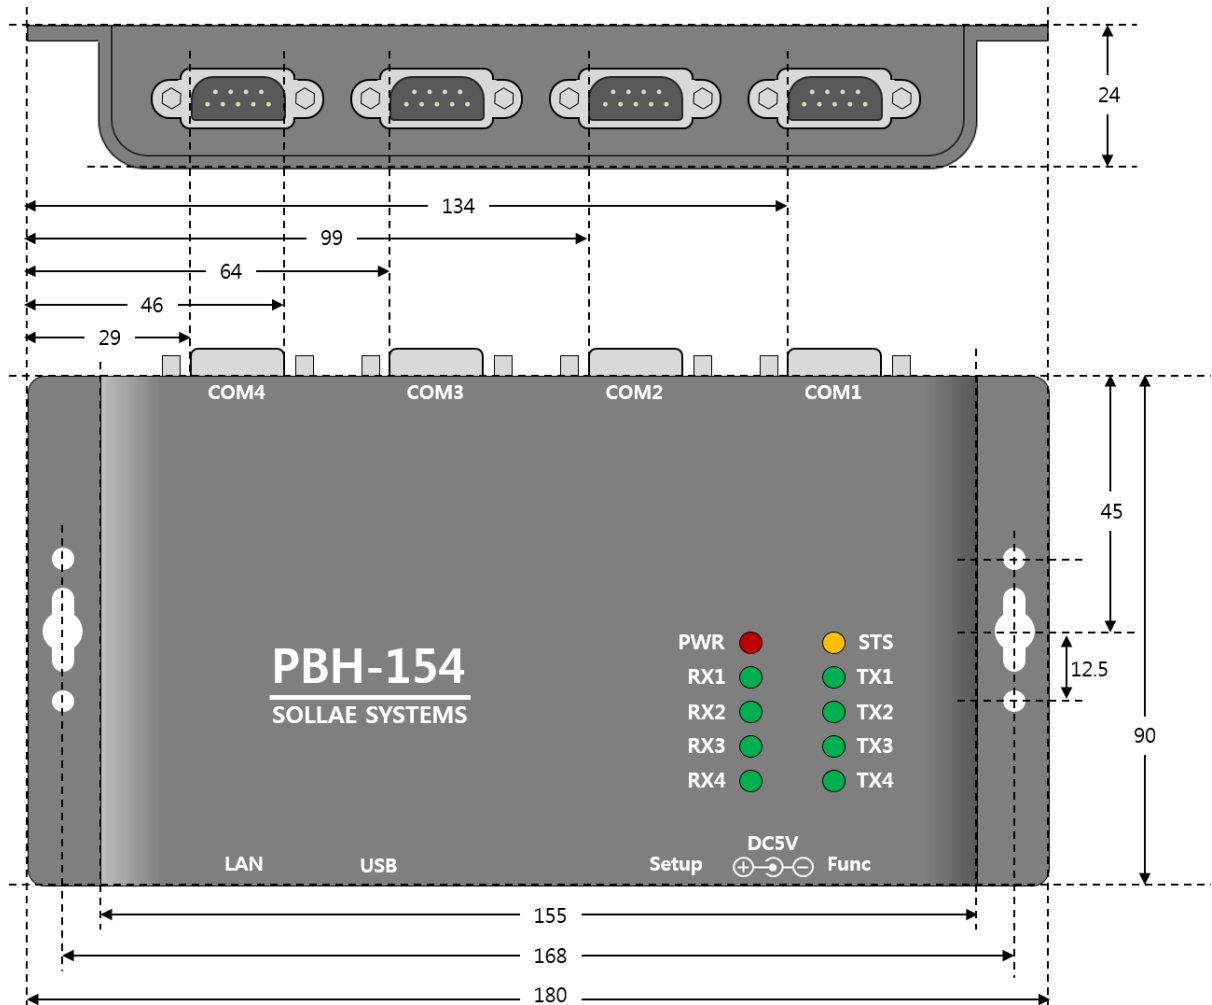 24
134
99
64
46
29
COM4 COM3 COM2 COM1
45
PWR STS
12.5
PBH-154
RX1 TX1
SOLLAE SYSTEMS
RX2 TX2
90
RX3 TX3
RX4 TX4
DC5V
LAN USB Setup Func
155
168
180